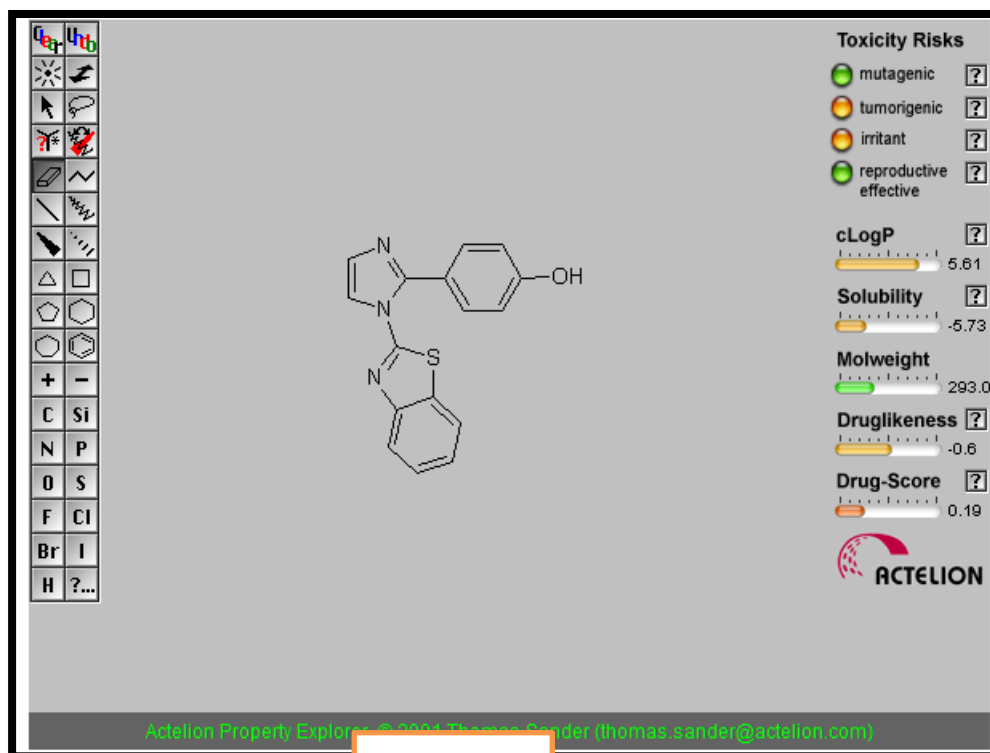 Clear Undo
?
C Si
N P
O S
F Cl
Br I
H ?...
N
N
OH
S
N
Toxicity Risks
mutagenic ?
tumorigenic ?
irritant ?
reproductive effective ?
cLogP ?
5.61
Solubility ?
-5.73
Molweight
293.0
Druglikeness ?
-0.6
Drug-Score ?
0.19
ACTELION
Actelion Property Explorer © 2001 Thomas Sander (thomas.sander@actelion.com)